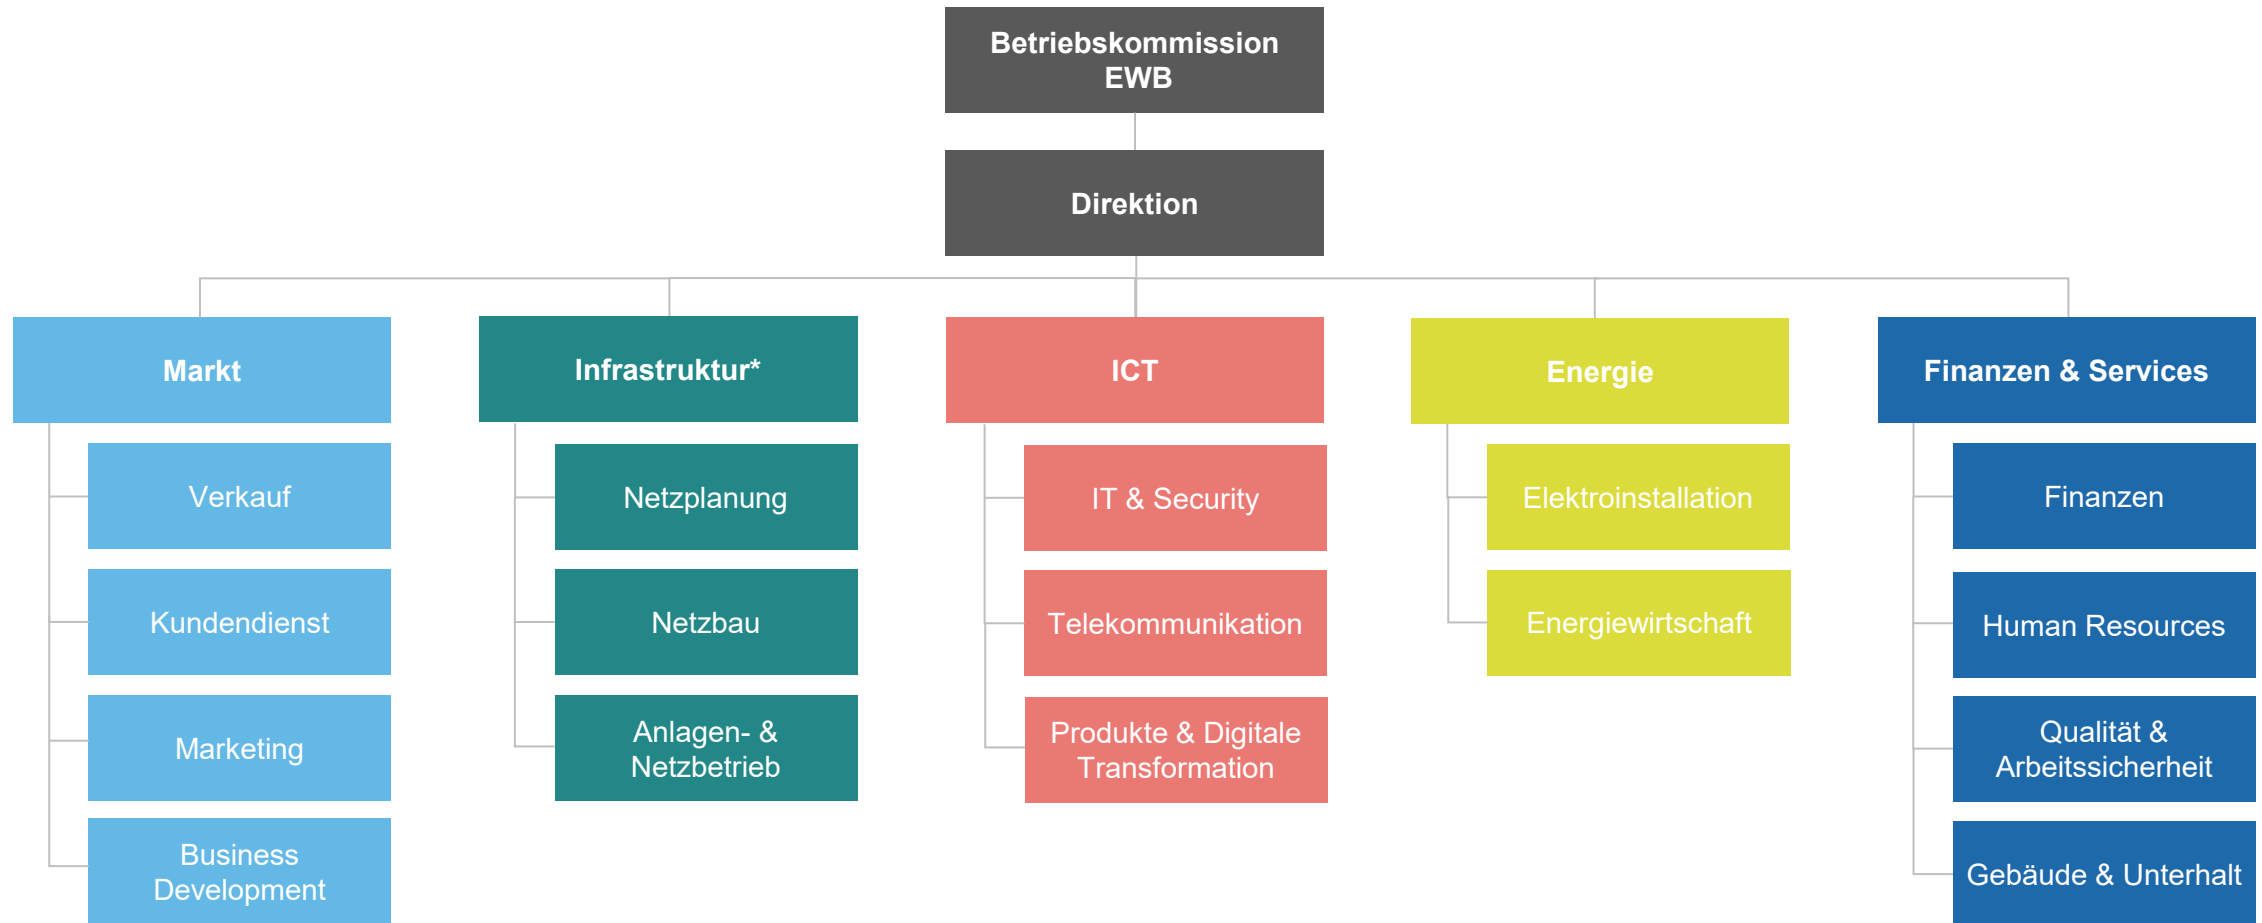 Betriebskommission
EWB
Direktion
Markt
Verkauf
Kundendienst
Marketing
Business
Development
Infrastruktur*
Netzplanung
Netzbau
Anlagen- &
Netzbetrieb
ICT
IT & Security
Telekommunikation
Produkte & Digitale
Transformation
Energie
Elektroinstallation
Energiewirtschaft
Finanzen & Services
Finanzen
Human Resources
Qualität &
Arbeitssicherheit
Gebäude & Unterhalt